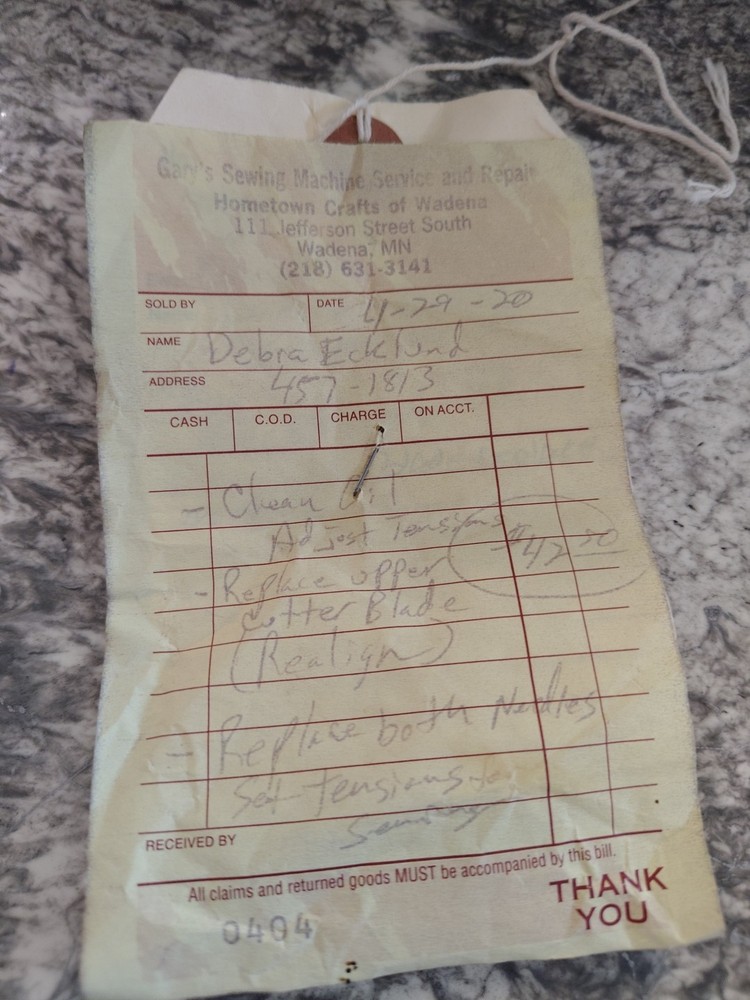 Gary's Sewing Machine Service and Repair
Hometown Crafts of Wadena
111 Jefferson Street South
Wadena, MN
(218) 631-3141
SOLD BY DATE 4-29-20
NAME Debra Ecklund
ADDRESS 457-1813
CASH C.O.D. CHARGE ON ACCT.
- Clean Oil
Adjust Tensions
$42.20
- Replace upper
cutter Blade
(Realign)
- Replace both Needles
Set tensions
RECEIVED BY
All claims and returned goods MUST be accompanied by this bill.
0404
THANK
YOU